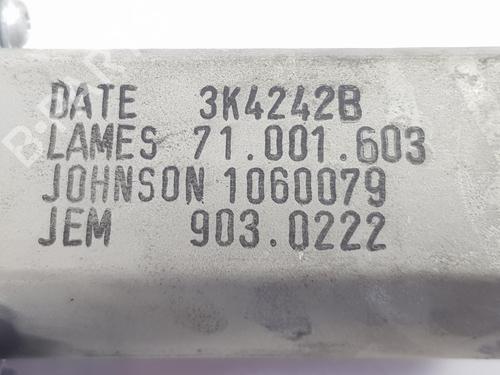 DATE 3K4242B
LAMES 71.001.603
JOHNSON 1060079
JEM 903.0222